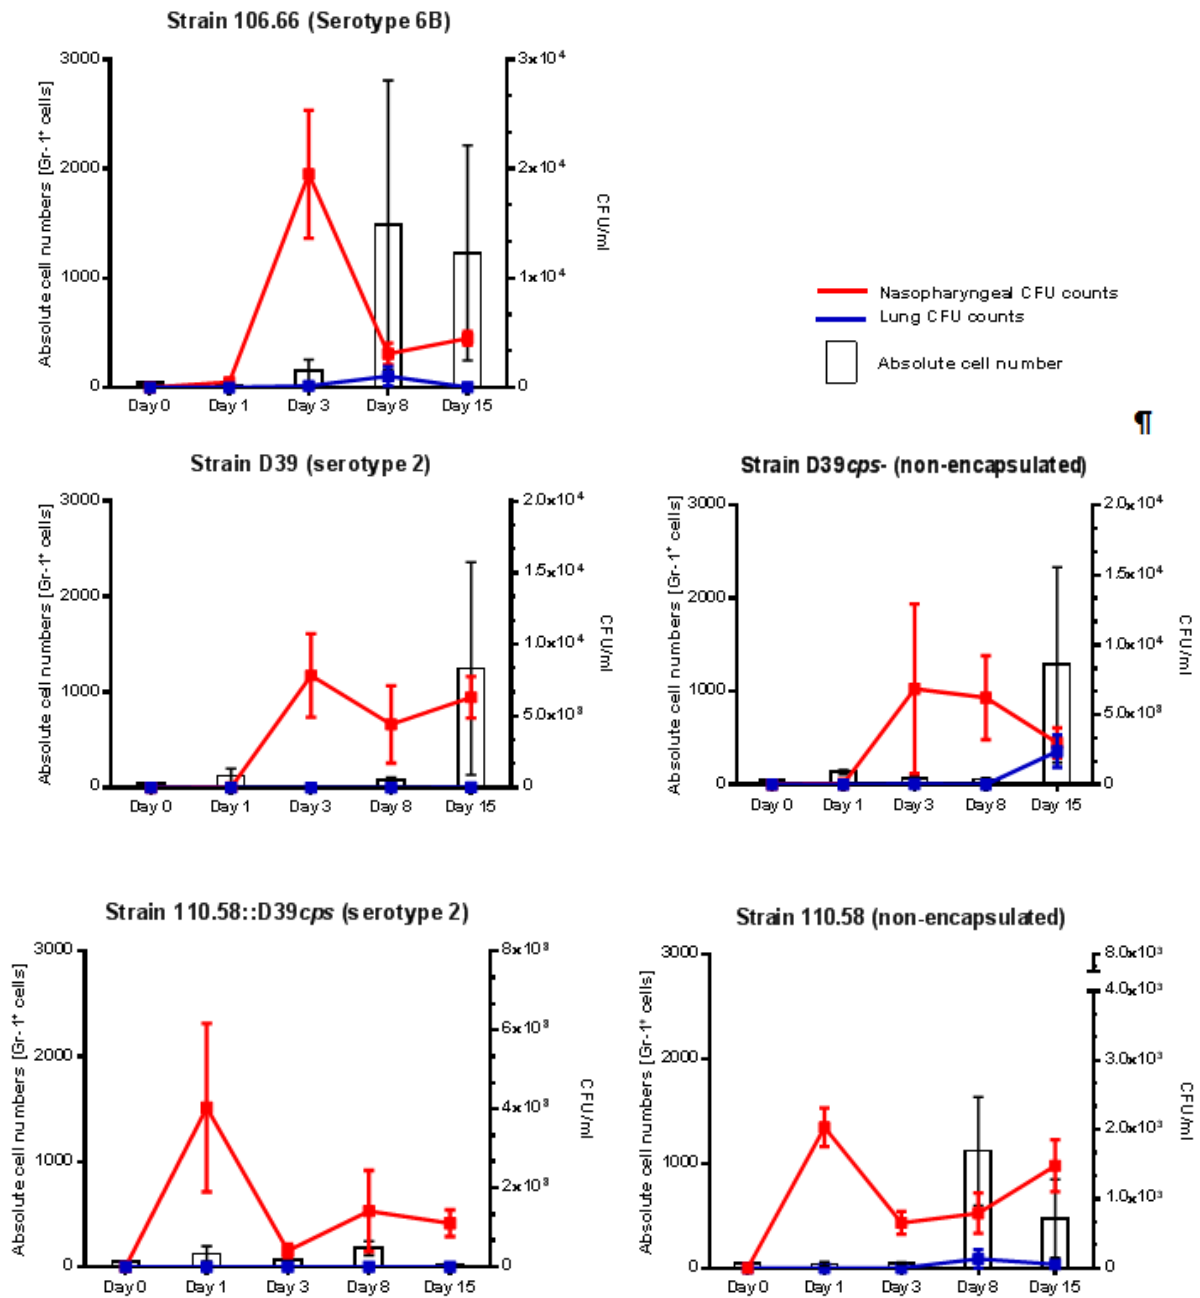 Strain 106.66 (Serotype 6B)
Absolute cell numbers [Gr-1⁺ cells]
3000
2000
1000
0
3x10⁴
2x10⁴
1x10⁴
0
CFU/ml
Day 0 Day 1 Day 3 Day 8 Day 15
Nasopharyngeal CFU counts
Lung CFU counts
Absolute cell number
¶
Strain D39 (serotype 2)
Absolute cell numbers [Gr-1⁺ cells]
3000
2000
1000
0
2.0x10⁴
1.5x10⁴
1.0x10⁴
5.0x10³
0
CFU/ml
Day 0 Day 1 Day 3 Day 8 Day 15
Strain D39cps- (non-encapsulated)
Absolute cell numbers [Gr-1⁺ cells]
3000
2000
1000
0
2.0x10⁴
1.5x10⁴
1.0x10⁴
5.0x10³
0
CFU/ml
Day 0 Day 1 Day 3 Day 8 Day 15
Strain 110.58::D39cps (serotype 2)
Absolute cell numbers [Gr-1⁺ cells]
3000
2000
1000
0
8x10³
6x10³
4x10³
2x10³
0
CFU/ml
Day 0 Day 1 Day 3 Day 8 Day 15
Strain 110.58 (non-encapsulated)
Absolute cell numbers [Gr-1⁺ cells]
3000
2000
1000
0
8.0x10³
4.0x10³
3.0x10³
2.0x10³
1.0x10³
0
CFU/ml
Day 0 Day 1 Day 3 Day 8 Day 15